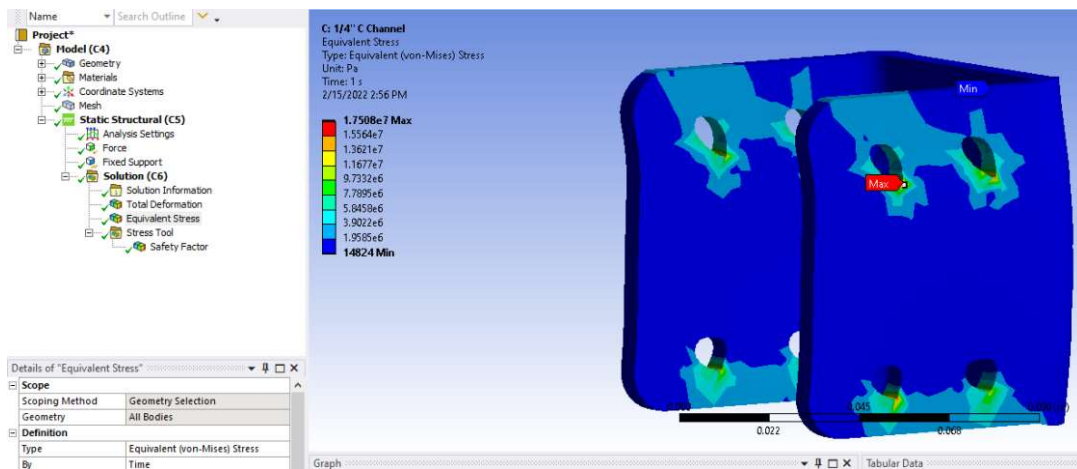 Name
Search Outline
Project*
Model (C4)
Geometry
Materials
Coordinate Systems
Mesh
Static Structural (C5)
Analysis Settings
Force
Fixed Support
Solution (C6)
Solution Information
Total Deformation
Equivalent Stress
Stress Tool
Safety Factor
Details of "Equivalent Stress"
Scope
Scoping Method Geometry Selection
Geometry All Bodies
Definition
Type Equivalent (von-Mises) Stress
By Time
C: 1/4" C Channel
Equivalent Stress
Type: Equivalent (von-Mises) Stress
Unit: Pa
Time: 1 s
2/15/2022 2:56 PM
1.7508e7 Max
1.5564e7
1.3621e7
1.1677e7
9.7332e6
7.7895e6
5.8458e6
3.9022e6
1.9585e6
14824 Min
Min
Max
0.045
0.022
0.068
Graph
Tabular Data